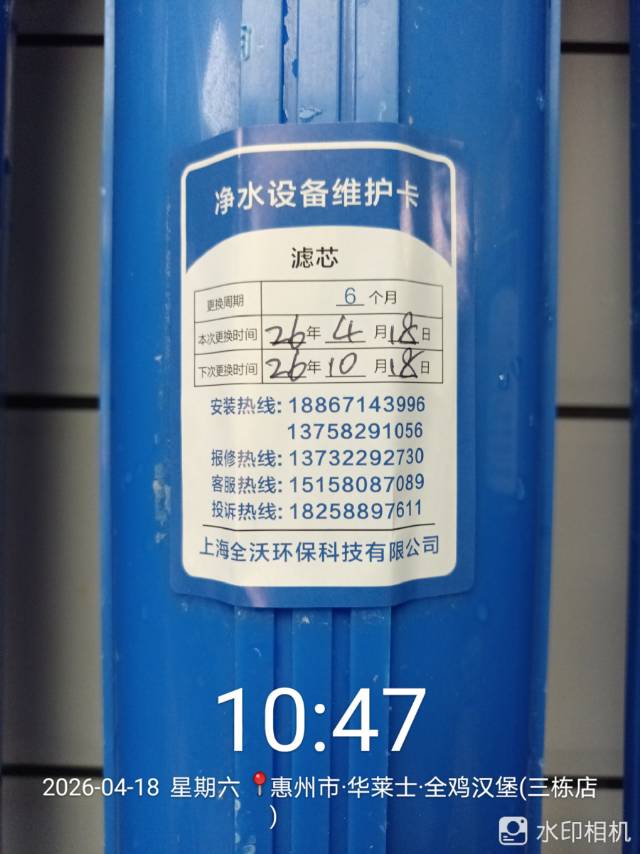 净水设备维护卡
滤芯
更换周期 6 个月
本次更换时间 26年 4 月18日
下次更换时间 26年 10 月18日
安装热线: 18867143996
13758291056
报修热线: 13732292730
客服热线: 15158087089
投诉热线: 18258897611
上海全沃环保科技有限公司
10:47
2026-04-18 星期六 📍惠州市·华莱士·全鸡汉堡(三栋店
)
水印相机